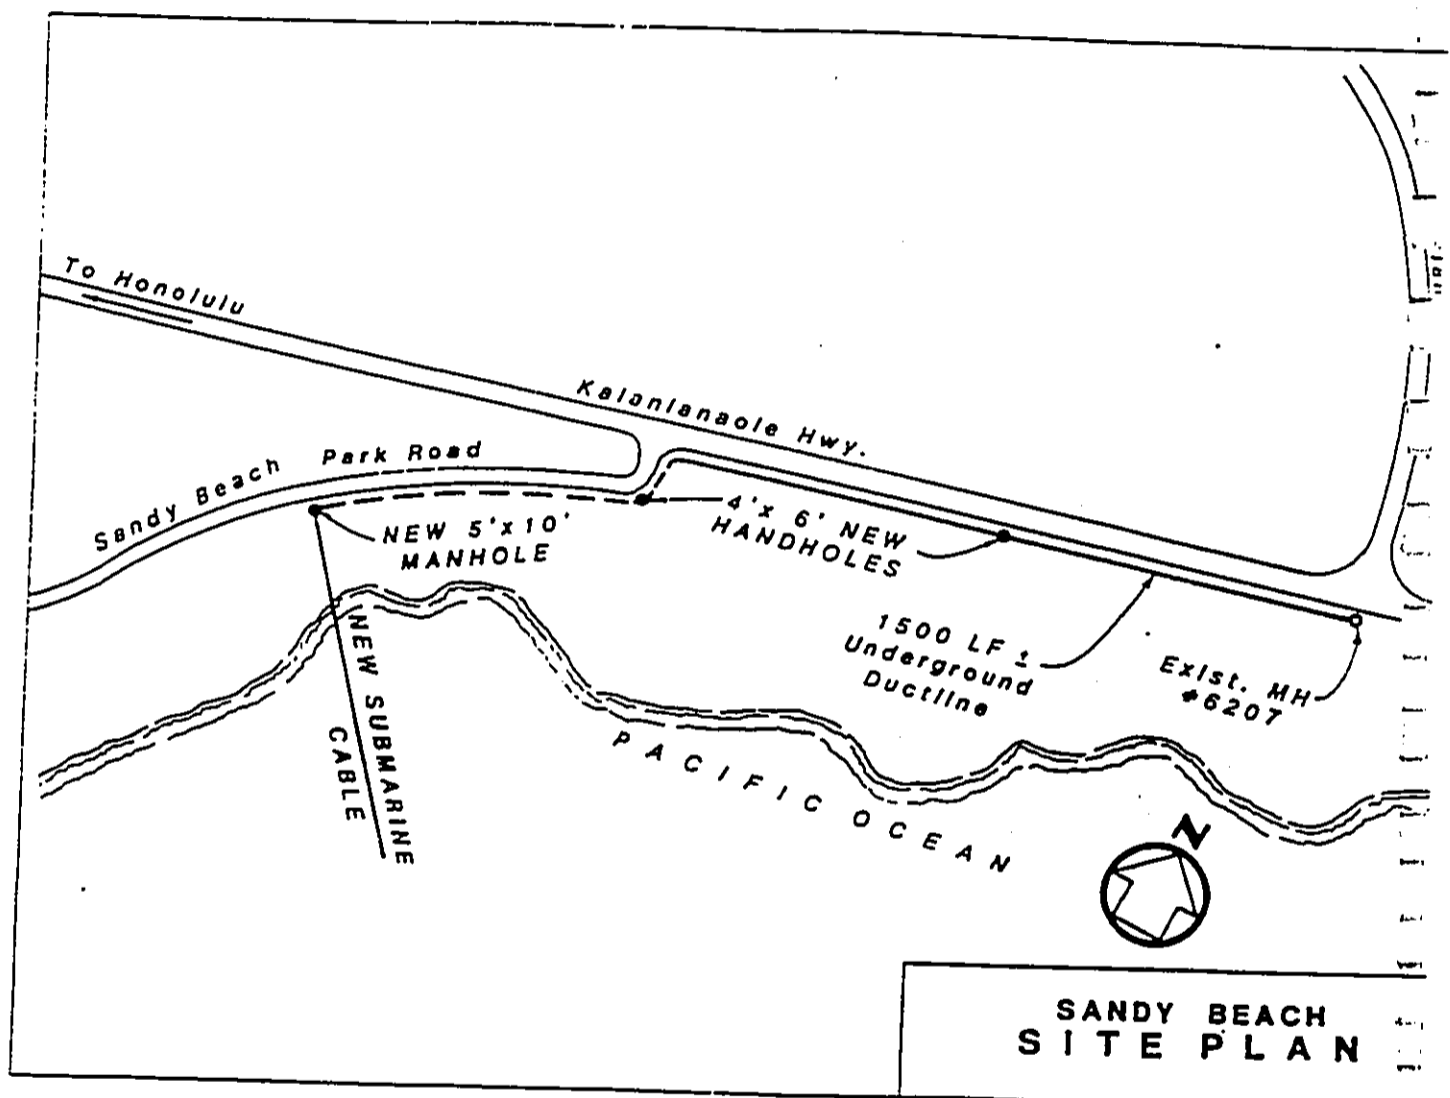 To Honolulu
Kalanianaole Hwy.
Sandy Beach Park Road
NEW 5'x10'
MANHOLE
4'x 6' NEW
HANDHOLES
1500 LF ±
Underground
Ductline
Exist. MH
#6207
NEW SUBMARINE
CABLE
PACIFIC OCEAN
N
SANDY BEACH
SITE PLAN